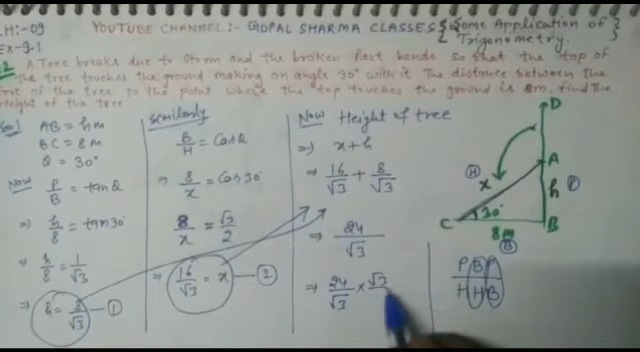 CH:-09 YOUTUBE CHANNEL:- GOPAL SHARMA CLASSES { Some Application of Trigonometry. }
EX-9.1
A Tree breaks due to storm and the broken part bends so that the top of
the tree touches the ground making an angle 30° with it. The distance between the
foot of the tree to the point where the top touches the ground is 8m. find the
Height of the tree
Sol
AB = h m
BC = 8 m
θ = 30°
Now P/B = tanθ
⇒ h/8 = tan30°
⇒ h/8 = 1/√3
⇒ h = 8/√3 —①
Similarly
B/H = Cosθ
⇒ 8/x = Cos30°
8/x = √3/2
⇒ 16/√3 = x —②
Now Height of tree
⇒ x+h
⇒ 16/√3 + 8/√3
⇒ 24/√3
⇒ 24/√3 × √3
D
A
H
x
h
P
C
30°
B
8m
B
P B P
H H B